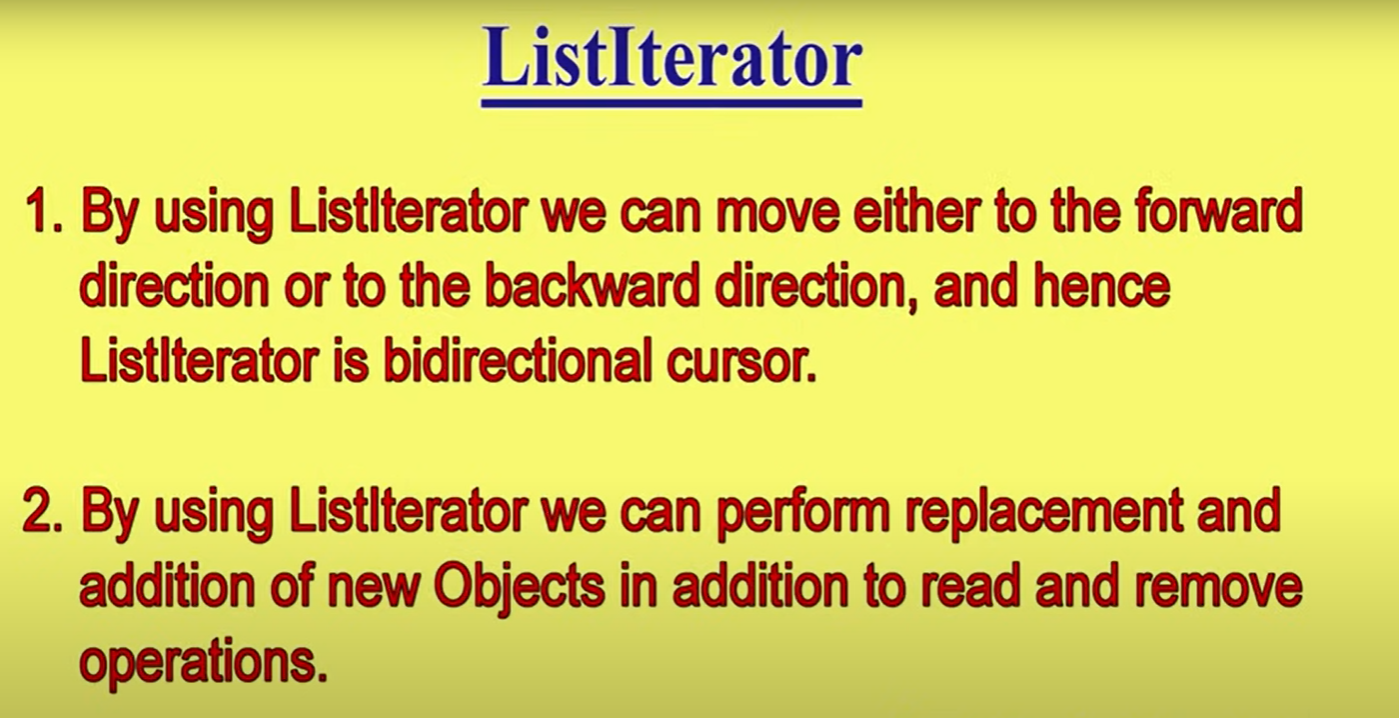 ListIterator
1. By using ListIterator we can move either to the forward
direction or to the backward direction, and hence
ListIterator is bidirectional cursor.
2. By using ListIterator we can perform replacement and
addition of new Objects in addition to read and remove
operations.